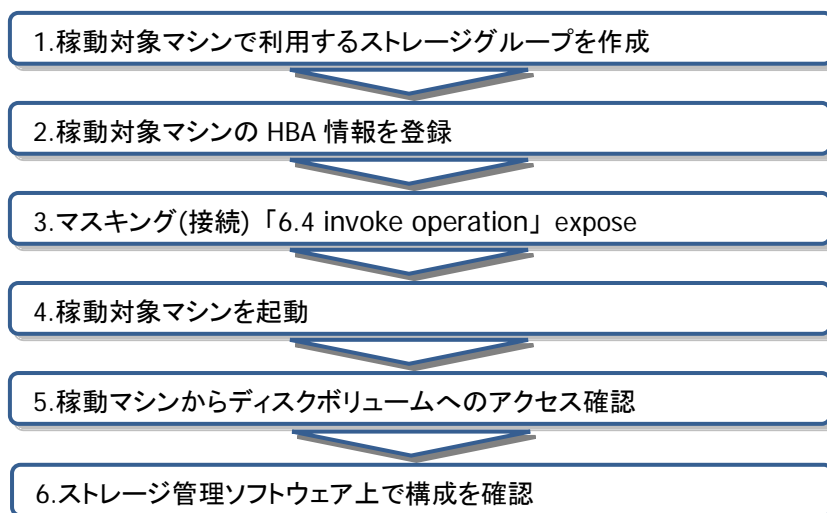 1.稼動対象マシンで利用するストレージグループを作成
2.稼動対象マシンの HBA 情報を登録
3.マスキング(接続)「6.4 invoke operation」 expose
4.稼動対象マシンを起動
5.稼動マシンからディスクボリュームへのアクセス確認
6.ストレージ管理ソフトウェア上で構成を確認